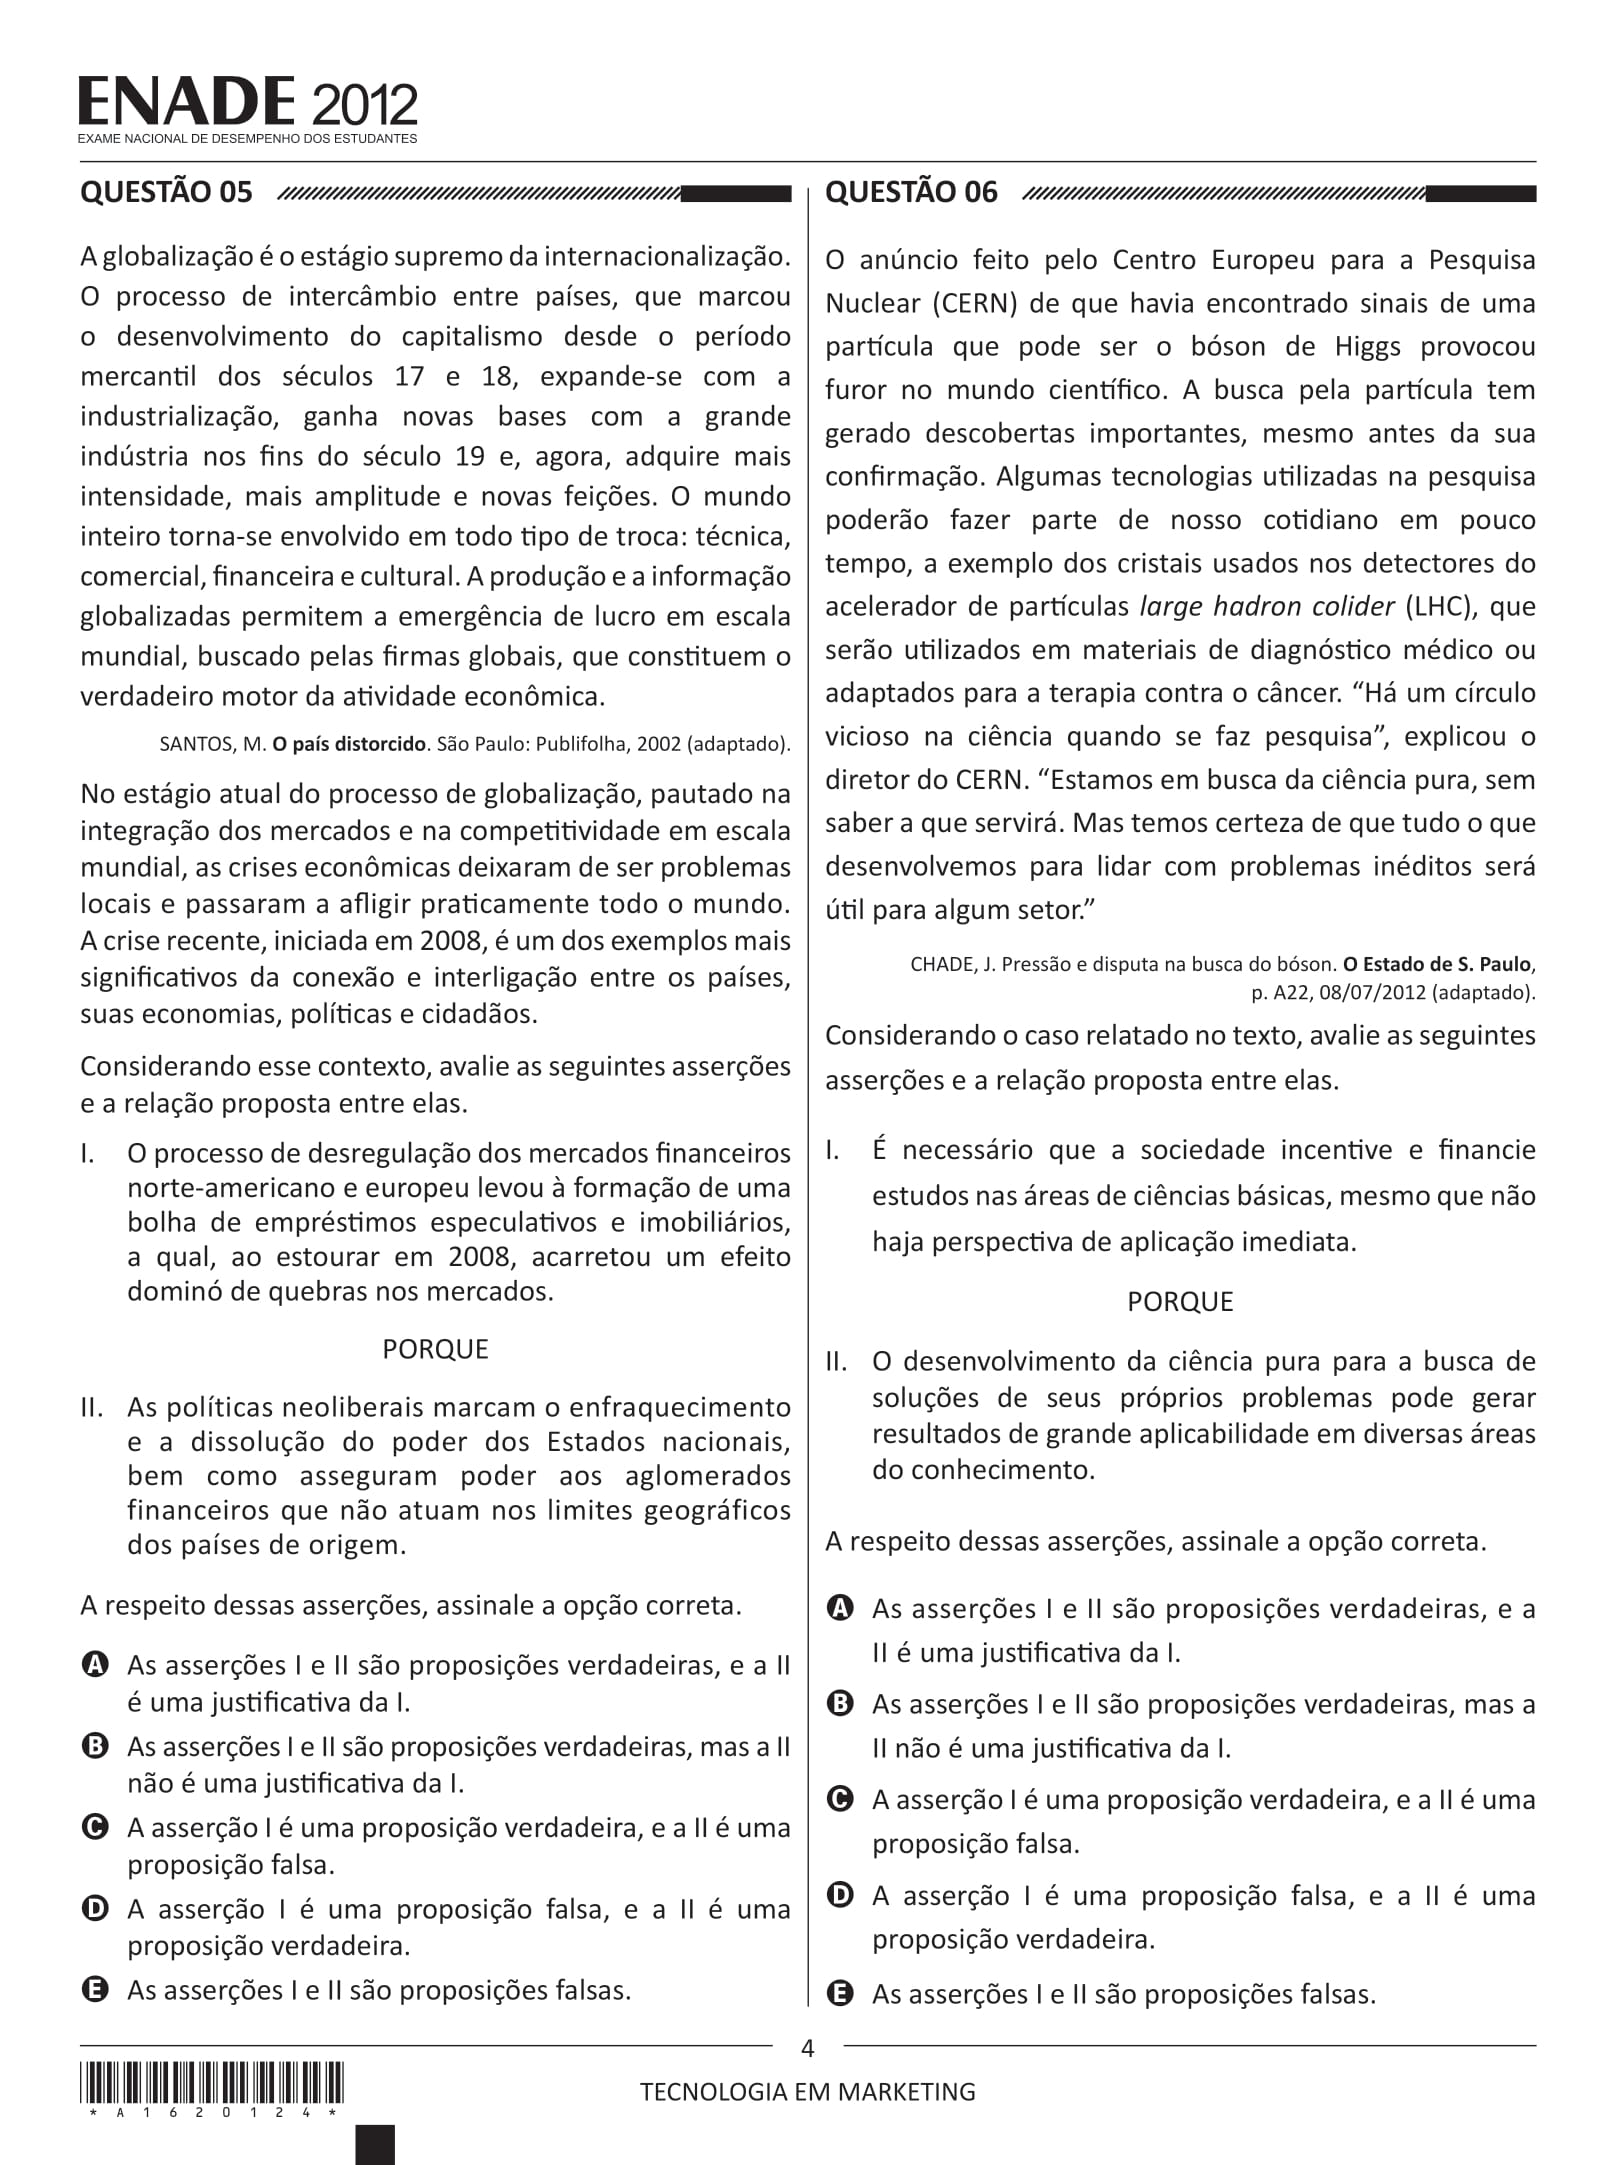 ENADE 2012
EXAME NACIONAL DE DESEMPENHO DOS ESTUDANTES
QUESTÃO 05
A globalização é o estágio supremo da internacionalização.
O processo de intercâmbio entre países, que marcou
o desenvolvimento do capitalismo desde o período
mercantil dos séculos 17 e 18, expande-se com a
industrialização, ganha novas bases com a grande
indústria nos fins do século 19 e, agora, adquire mais
intensidade, mais amplitude e novas feições. O mundo
inteiro torna-se envolvido em todo tipo de troca: técnica,
comercial, financeira e cultural. A produção e a informação
globalizadas permitem a emergência de lucro em escala
mundial, buscado pelas firmas globais, que constituem o
verdadeiro motor da atividade econômica.
SANTOS, M. O país distorcido. São Paulo: Publifolha, 2002 (adaptado).
No estágio atual do processo de globalização, pautado na
integração dos mercados e na competitividade em escala
mundial, as crises econômicas deixaram de ser problemas
locais e passaram a afligir praticamente todo o mundo.
A crise recente, iniciada em 2008, é um dos exemplos mais
significativos da conexão e interligação entre os países,
suas economias, políticas e cidadãos.
Considerando esse contexto, avalie as seguintes asserções
e a relação proposta entre elas.
I. O processo de desregulação dos mercados financeiros
norte-americano e europeu levou à formação de uma
bolha de empréstimos especulativos e imobiliários,
a qual, ao estourar em 2008, acarretou um efeito
dominó de quebras nos mercados.
PORQUE
II. As políticas neoliberais marcam o enfraquecimento
e a dissolução do poder dos Estados nacionais,
bem como asseguram poder aos aglomerados
financeiros que não atuam nos limites geográficos
dos países de origem.
A respeito dessas asserções, assinale a opção correta.
A As asserções I e II são proposições verdadeiras, e a II
é uma justificativa da I.
B As asserções I e II são proposições verdadeiras, mas a II
não é uma justificativa da I.
C A asserção I é uma proposição verdadeira, e a II é uma
proposição falsa.
D A asserção I é uma proposição falsa, e a II é uma
proposição verdadeira.
E As asserções I e II são proposições falsas.
QUESTÃO 06
O anúncio feito pelo Centro Europeu para a Pesquisa
Nuclear (CERN) de que havia encontrado sinais de uma
partícula que pode ser o bóson de Higgs provocou
furor no mundo científico. A busca pela partícula tem
gerado descobertas importantes, mesmo antes da sua
confirmação. Algumas tecnologias utilizadas na pesquisa
poderão fazer parte de nosso cotidiano em pouco
tempo, a exemplo dos cristais usados nos detectores do
acelerador de partículas large hadron colider (LHC), que
serão utilizados em materiais de diagnóstico médico ou
adaptados para a terapia contra o câncer. “Há um círculo
vicioso na ciência quando se faz pesquisa”, explicou o
diretor do CERN. “Estamos em busca da ciência pura, sem
saber a que servirá. Mas temos certeza de que tudo o que
desenvolvemos para lidar com problemas inéditos será
útil para algum setor.”
CHADE, J. Pressão e disputa na busca do bóson. O Estado de S. Paulo,
p. A22, 08/07/2012 (adaptado).
Considerando o caso relatado no texto, avalie as seguintes
asserções e a relação proposta entre elas.
I. É necessário que a sociedade incentive e financie
estudos nas áreas de ciências básicas, mesmo que não
haja perspectiva de aplicação imediata.
PORQUE
II. O desenvolvimento da ciência pura para a busca de
soluções de seus próprios problemas pode gerar
resultados de grande aplicabilidade em diversas áreas
do conhecimento.
A respeito dessas asserções, assinale a opção correta.
A As asserções I e II são proposições verdadeiras, e a
II é uma justificativa da I.
B As asserções I e II são proposições verdadeiras, mas a
II não é uma justificativa da I.
C A asserção I é uma proposição verdadeira, e a II é uma
proposição falsa.
D A asserção I é uma proposição falsa, e a II é uma
proposição verdadeira.
E As asserções I e II são proposições falsas.
4
TECNOLOGIA EM MARKETING
*A1620124*